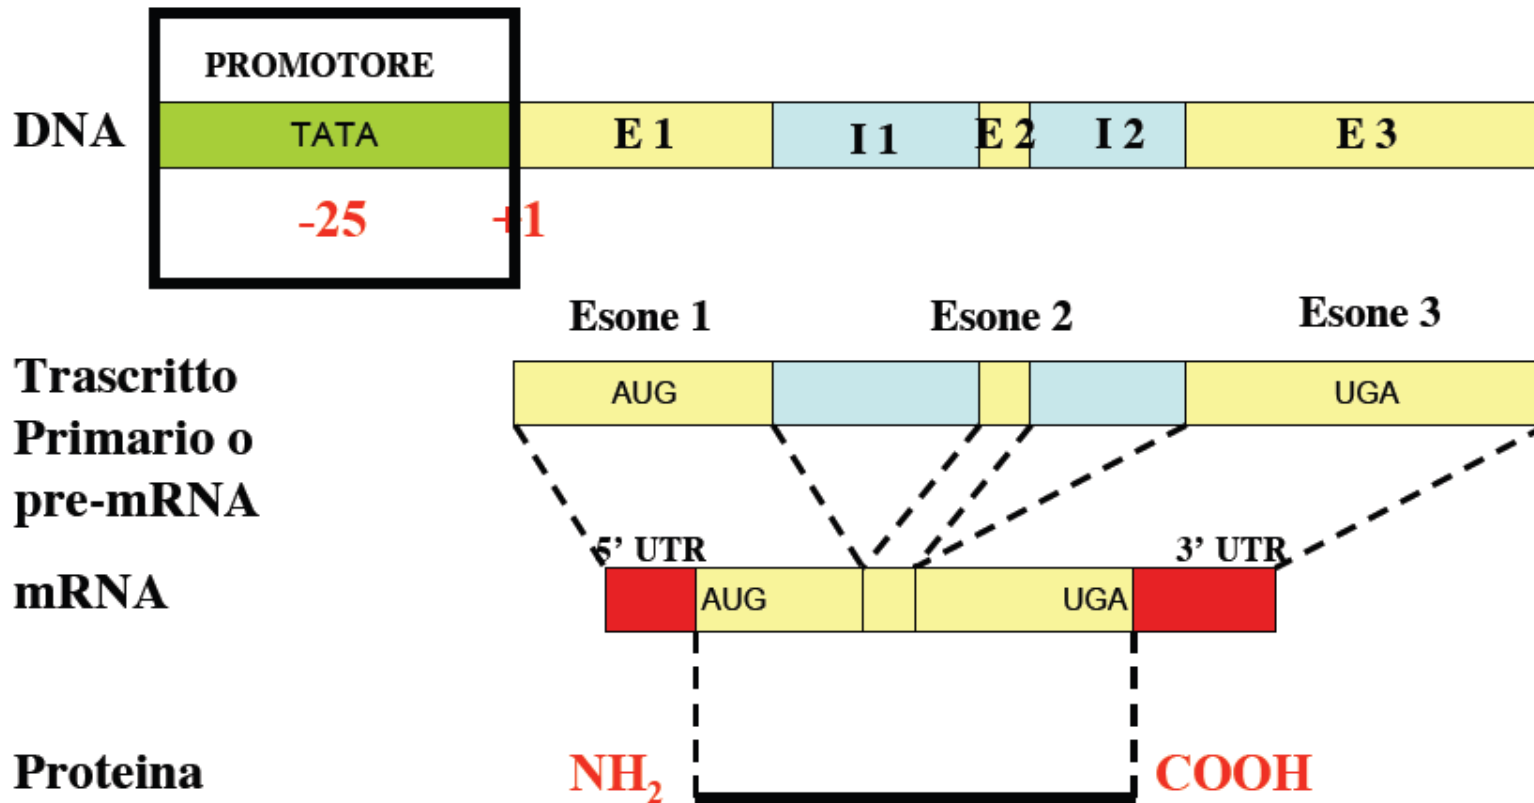 PROMOTORE
DNA TATA E 1 I 1 E 2 I 2 E 3
-25 +1
Esone 1 Esone 2 Esone 3
Trascritto
Primario o
pre-mRNA
AUG UGA
5’ UTR 3’ UTR
mRNA AUG UGA
Proteina NH2 COOH